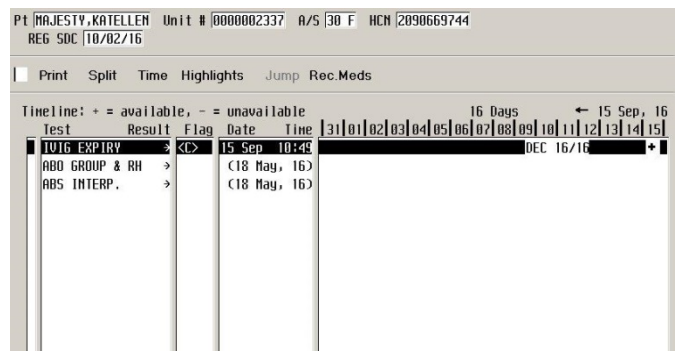 Pt MAJESTY,KATELLEN Unit # 0000002337 A/S 30 F HCN 2090669744
REG SDC 10/02/16
Print Split Time Highlights Jump Rec.Meds
Timeline: + = available, - = unavailable 16 Days ← 15 Sep, 16
Test Result Flag Date Time 31 01 02 03 04 05 06 07 08 09 10 11 12 13 14 15
IVIG EXPIRY → <C> 15 Sep 10:49 DEC 16/16 +
ABO GROUP & RH → (18 May, 16)
ABS INTERP. → (18 May, 16)